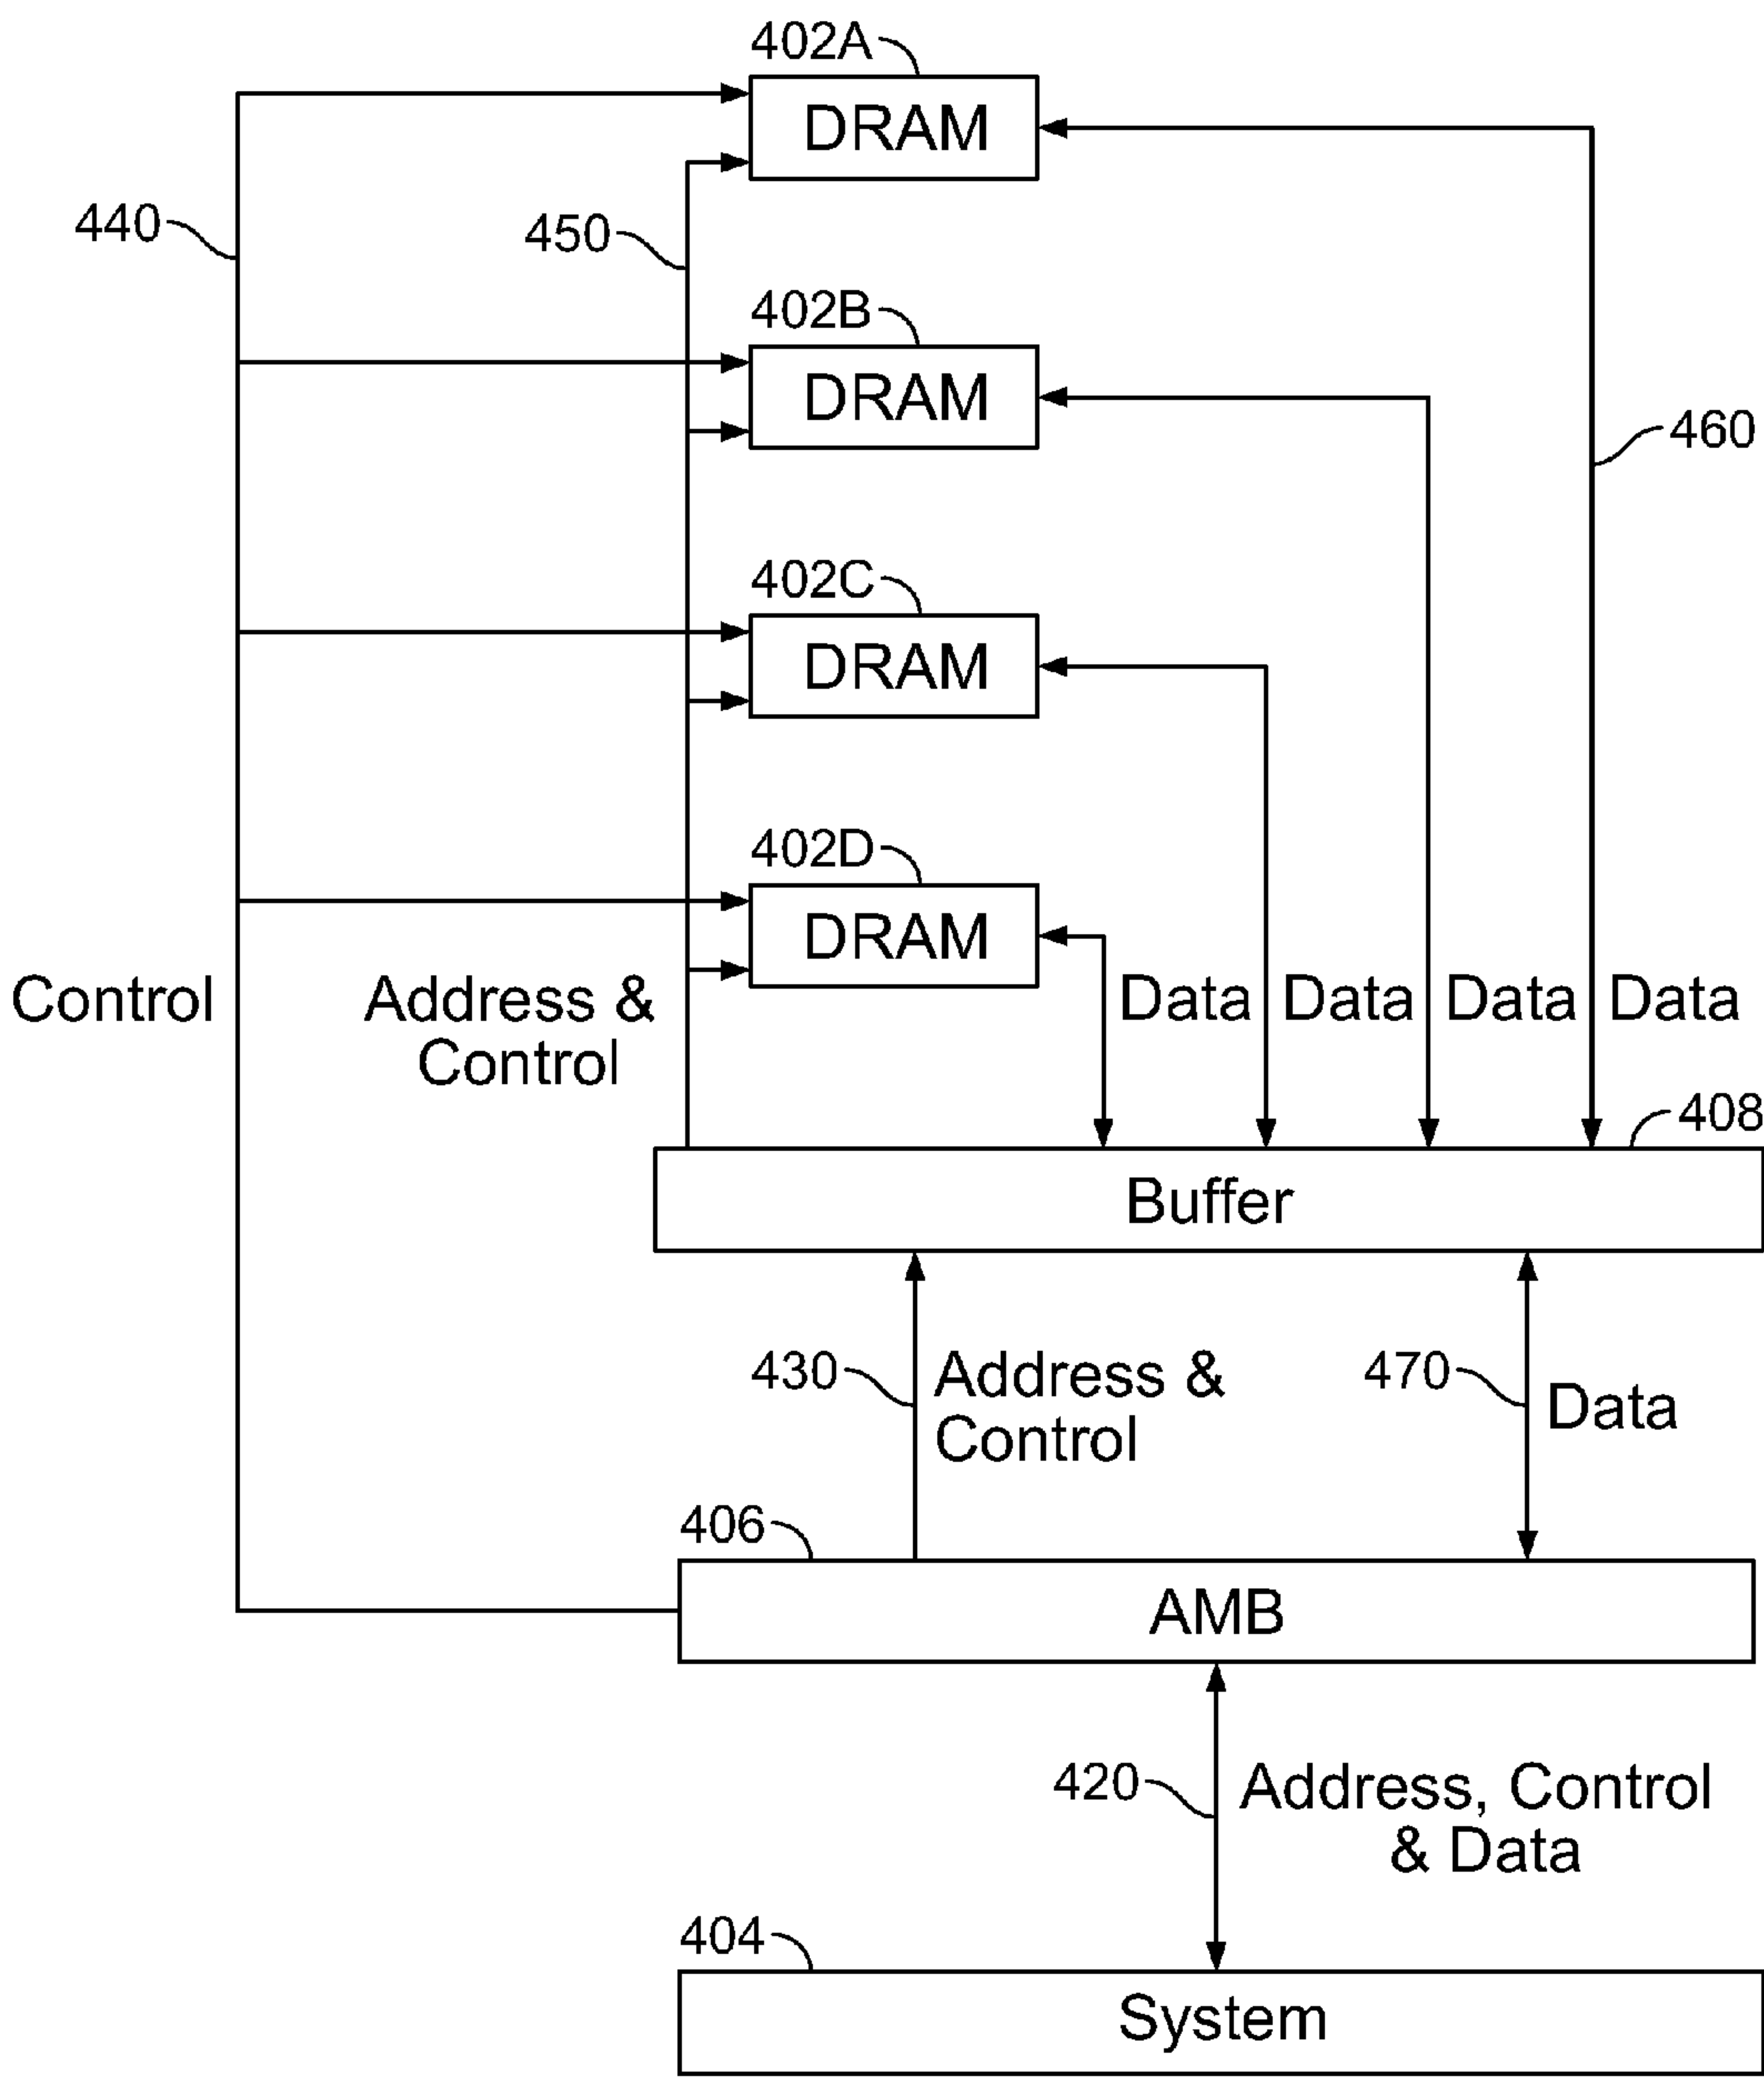 402A
DRAM
440
450
402B
DRAM
460
402C
DRAM
402D
DRAM
Control
Address &
Control
Data
Data
Data
Data
408
Buffer
430
Address &
Control
470
Data
406
AMB
420
Address, Control
& Data
404
System